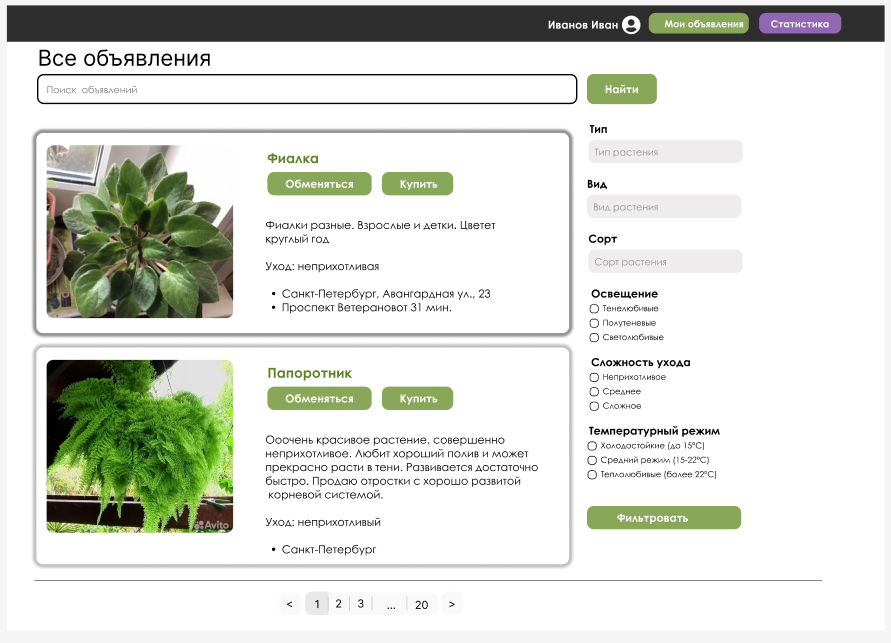 Иванов Иван
Мои объявления
Статистика
Все объявления
Поиск объявлений
Найти
Фиалка
Обменяться
Купить
Фиалки разные. Взрослые и детки. Цветет
круглый год
Уход: неприхотливая
• Санкт-Петербург, Авангардная ул., 23
• Проспект Ветерановот 31 мин.
Папоротник
Обменяться
Купить
Ооочень красивое растение, совершенно
неприхотливое. Любит хороший полив и может
прекрасно расти в тени. Развивается достаточно
быстро. Продаю отростки с хорошо развитой
корневой системой.
Уход: неприхотливый
• Санкт-Петербург
Avito
Тип
Тип растения
Вид
Вид растения
Сорт
Сорт растения
Освещение
Тенелюбивые
Полутеневые
Светолюбивые
Сложность ухода
Неприхотливое
Среднее
Сложное
Температурный режим
Холодостойкие (до 15°C)
Средний режим (15-22°C)
Теплолюбивые (более 22°C)
Фильтровать
< 1 2 3 ... 20 >